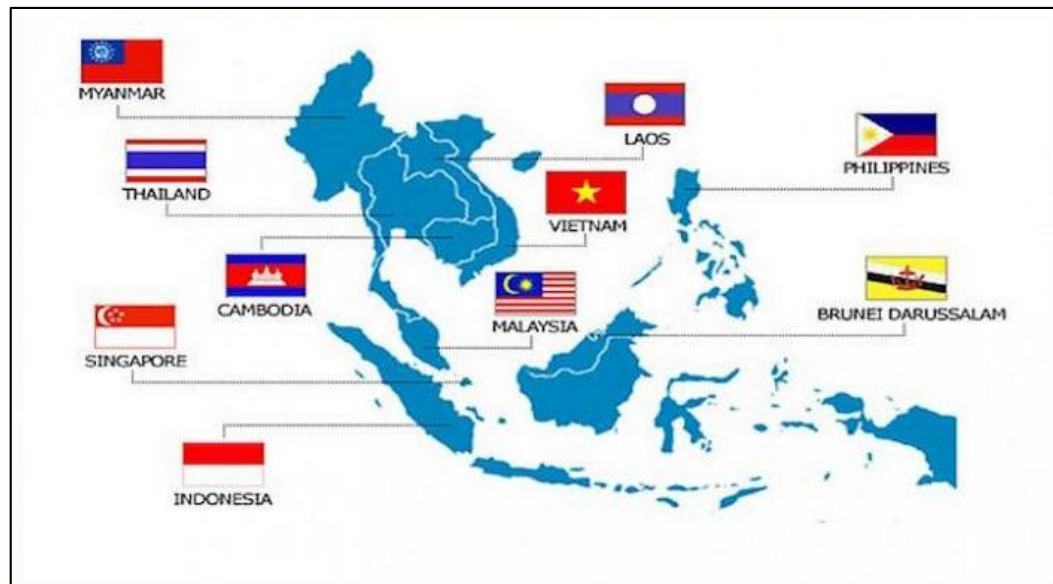 MYANMAR
LAOS
PHILIPPINES
THAILAND
VIETNAM
CAMBODIA
MALAYSIA
BRUNEI DARUSSALAM
SINGAPORE
INDONESIA